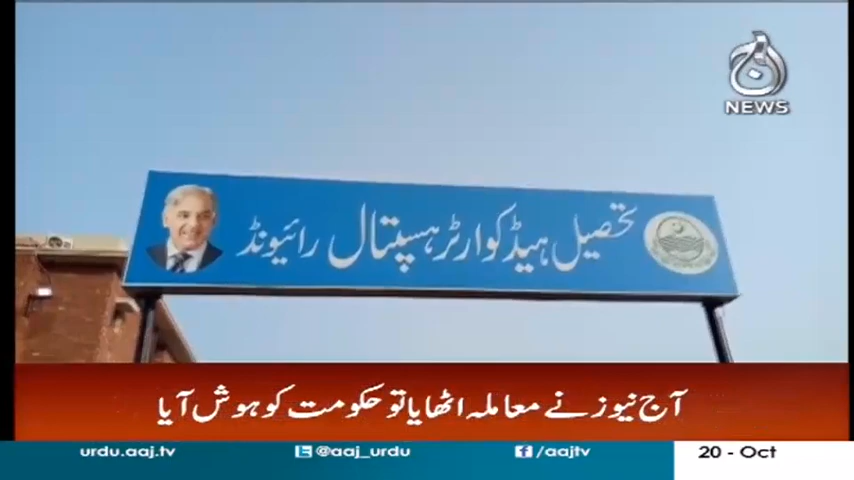 آج
NEWS
تحصیل ہیڈ کوارٹر ہسپتال رائیونڈ
آج نیوز نے معاملہ اٹھایا تو حکومت کو ہوش آیا
urdu.aaj.tv @aaj_urdu f/aajtv 20 - Oct